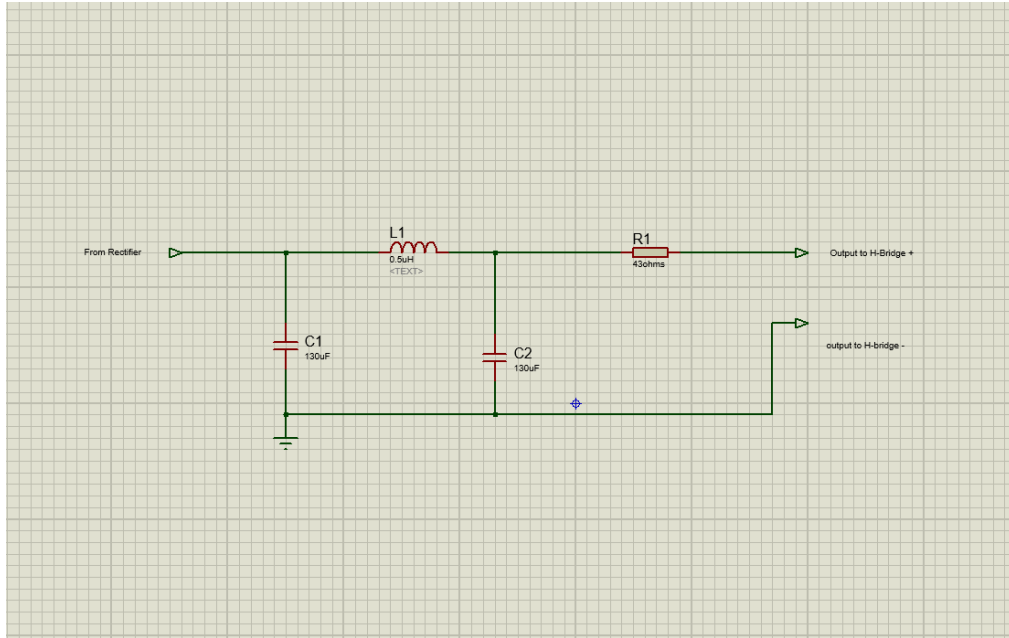 L1
R1
From Rectifier
0.5uH
43ohms
Output to H-Bridge +
<TEXT>
C1
130uF
C2
130uF
output to H-bridge -